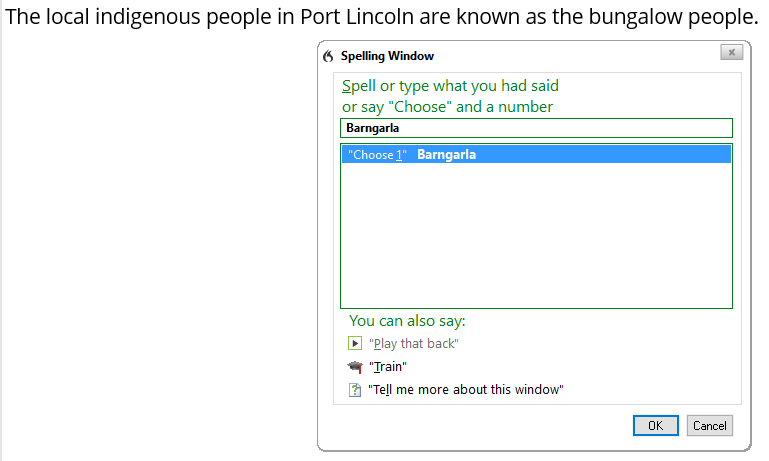 The local indigenous people in Port Lincoln are known as the bungalow people.
Spelling Window
Spell or type what you had said
or say "Choose" and a number
Barngarla
"Choose 1" Barngarla
You can also say:
"Play that back"
"Train"
"Tell me more about this window"
OK Cancel